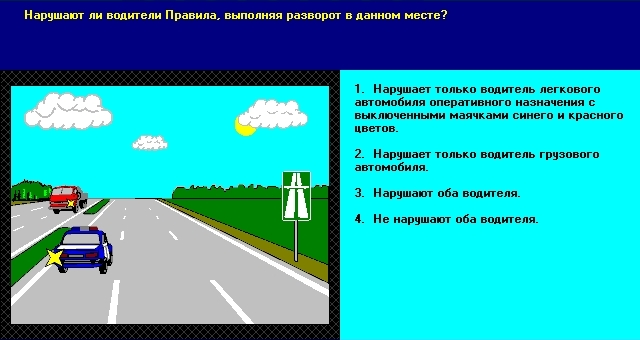 Нарушают ли водители Правила, выполняя разворот в данном месте?
1. Нарушает только водитель легкового
автомобиля оперативного назначения с
выключенными маячками синего и красного
цветов.
2. Нарушает только водитель грузового
автомобиля.
3. Нарушают оба водителя.
4. Не нарушают оба водителя.